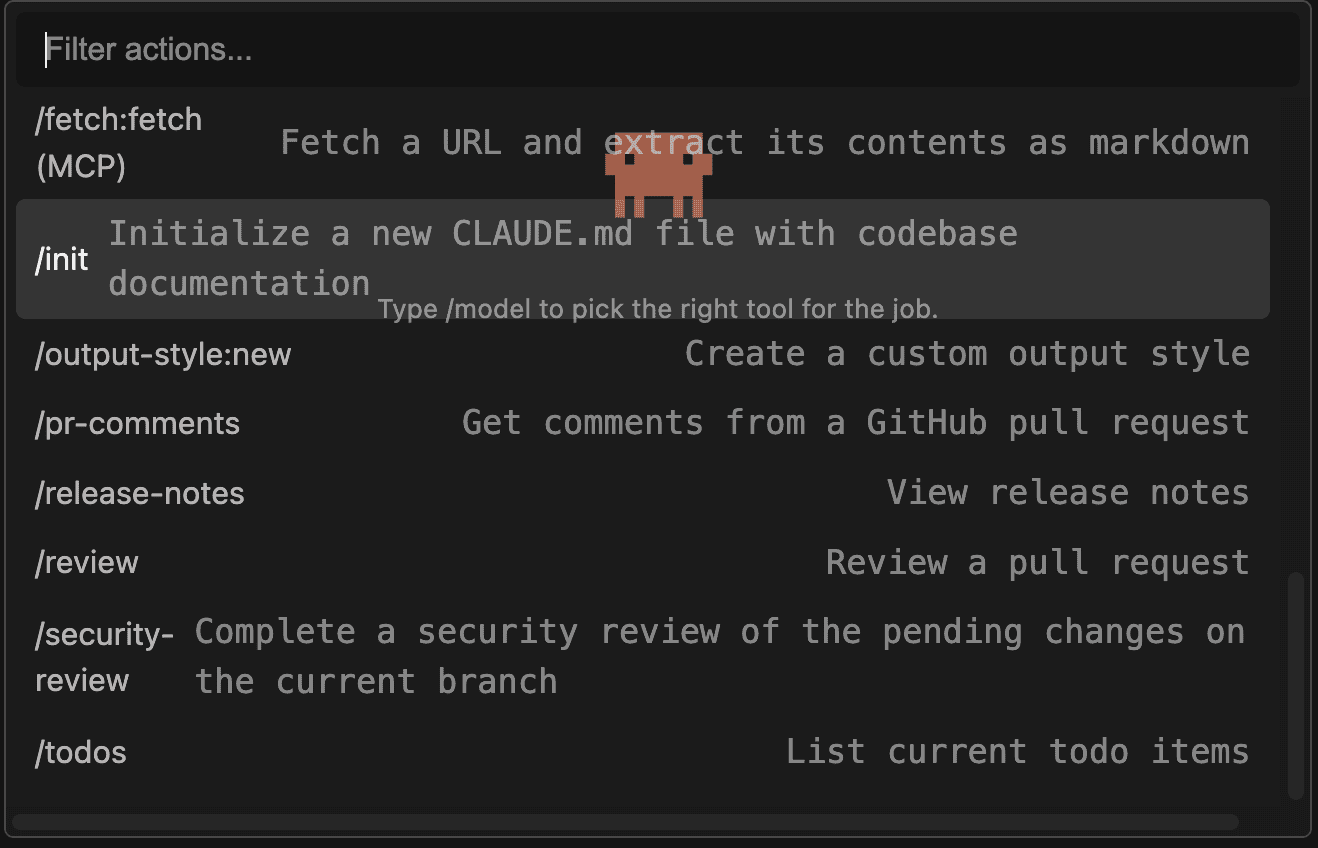 Filter actions...
/fetch:fetch
(MCP)
Fetch a URL and extract its contents as markdown
/init
Initialize a new CLAUDE.md file with codebase
documentation
Type /model to pick the right tool for the job.
/output-style:new
Create a custom output style
/pr-comments
Get comments from a GitHub pull request
/release-notes
View release notes
/review
Review a pull request
/security-
review
Complete a security review of the pending changes on
the current branch
/todos
List current todo items